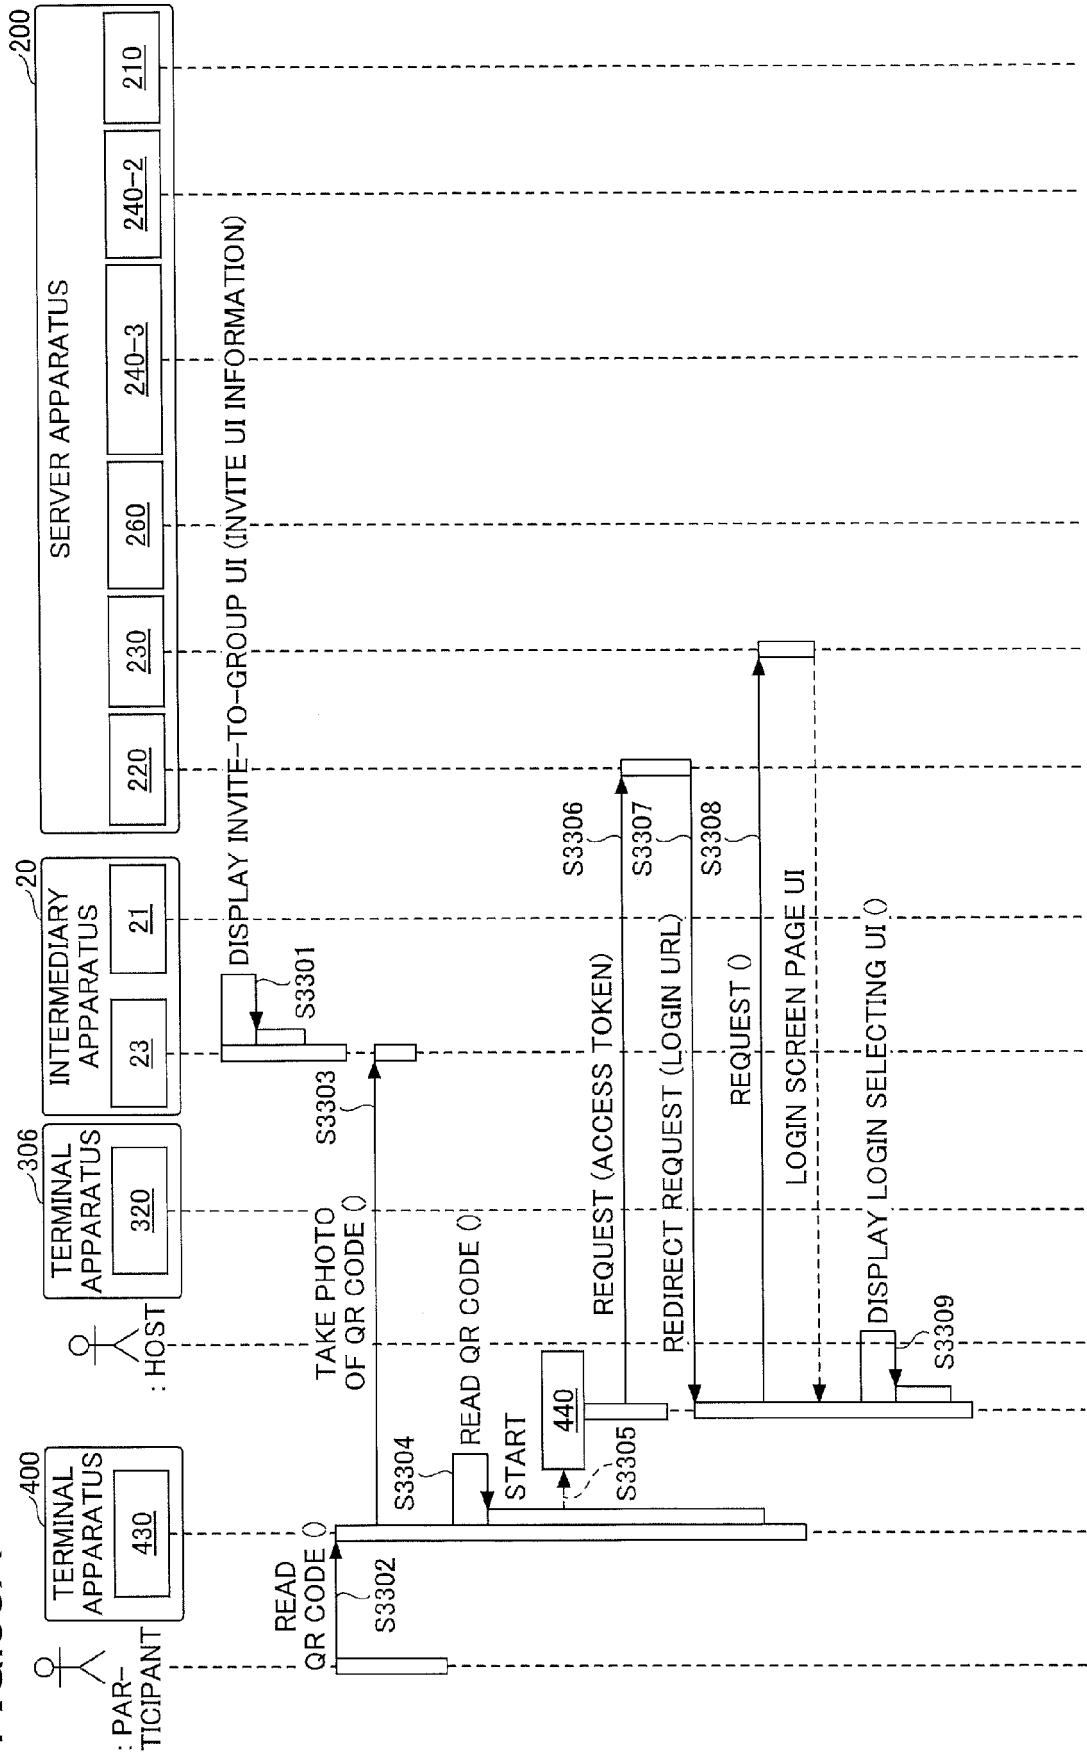 : PAR-
TICIPANT
400
TERMINAL
APPARATUS
430
: HOST
306
TERMINAL
APPARATUS
320
20
INTERMEDIARY
APPARATUS
23
21
200
SERVER APPARATUS
220
230
260
240-3
240-2
210
DISPLAY INVITE-TO-GROUP UI (INVITE UI INFORMATION)
S3301
READ
QR CODE ()
S3302
TAKE PHOTO
OF QR CODE ()
S3303
S3304
READ QR CODE ()
START
S3305
440
REQUEST (ACCESS TOKEN)
S3306
REDIRECT REQUEST (LOGIN URL)
S3307
REQUEST ()
S3308
LOGIN SCREEN PAGE UI
DISPLAY LOGIN SELECTING UI ()
S3309